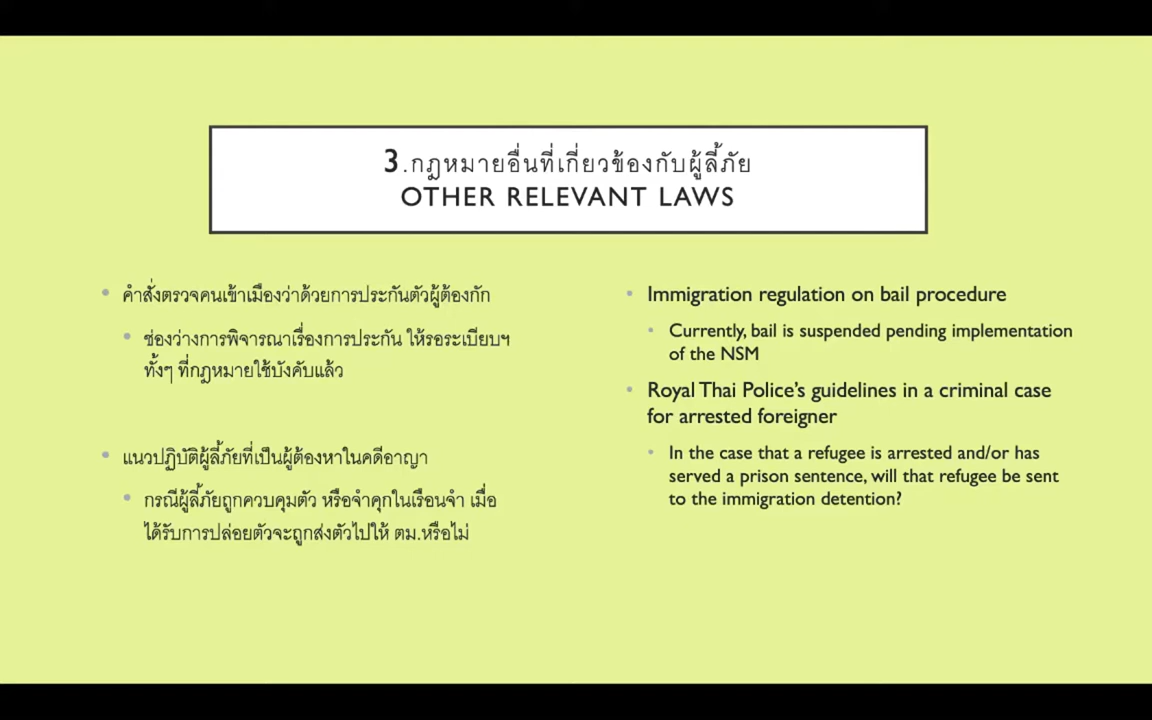 3.กฎหมายอื่นที่เกี่ยวข้องกับผู้ลี้ภัย
OTHER RELEVANT LAWS
• คำสั่งตรวจคนเข้าเมืองว่าด้วยการประกันตัวผู้ต้องกัก
• ช่องว่างการพิจารณาเรื่องการประกัน ให้รอระเบียบฯ
ทั้งๆ ที่กฎหมายใช้บังคับแล้ว
• แนวปฏิบัติผู้ลี้ภัยที่เป็นผู้ต้องหาในคดีอาญา
• กรณีผู้ลี้ภัยถูกควบคุมตัว หรือจำคุกในเรือนจำ เมื่อ
ได้รับการปล่อยตัวจะถูกส่งตัวไปให้ ตม.หรือไม่
• Immigration regulation on bail procedure
• Currently, bail is suspended pending implementation
of the NSM
• Royal Thai Police's guidelines in a criminal case
for arrested foreigner
• In the case that a refugee is arrested and/or has
served a prison sentence, will that refugee be sent
to the immigration detention?